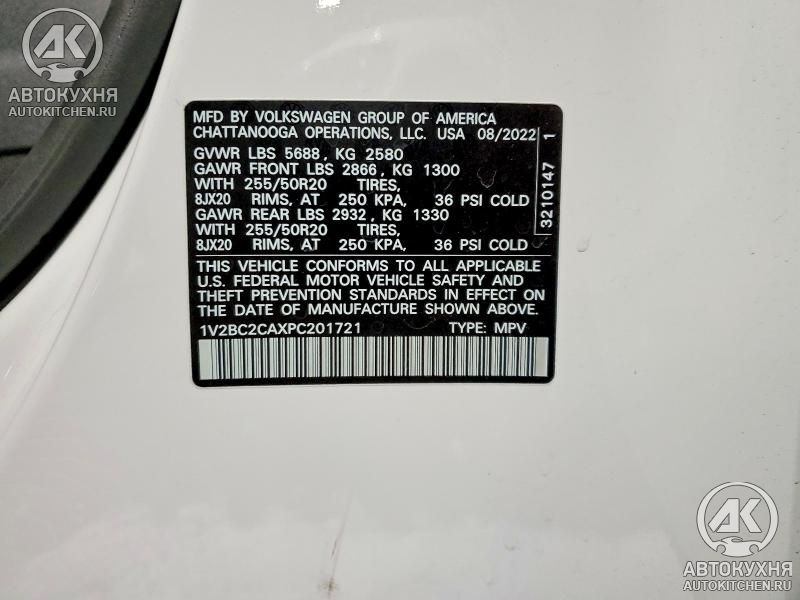 АК
АВТОКУХНЯ
AUTOKITCHEN.RU
MFD BY VOLKSWAGEN GROUP OF AMERICA
CHATTANOOGA OPERATIONS, LLC. USA 08/2022
GVWR LBS 5688, KG 2580
GAWR FRONT LBS 2866, KG 1300
WITH 255/50R20 TIRES,
8JX20 RIMS, AT 250 KPA, 36 PSI COLD
GAWR REAR LBS 2932, KG 1330
WITH 255/50R20 TIRES,
8JX20 RIMS, AT 250 KPA, 36 PSI COLD
3210147 1
THIS VEHICLE CONFORMS TO ALL APPLICABLE
U.S. FEDERAL MOTOR VEHICLE SAFETY AND
THEFT PREVENTION STANDARDS IN EFFECT ON
THE DATE OF MANUFACTURE SHOWN ABOVE.
1V2BC2CAXPC201721 TYPE: MPV
АК
АВТОКУХНЯ
AUTOKITCHEN.RU